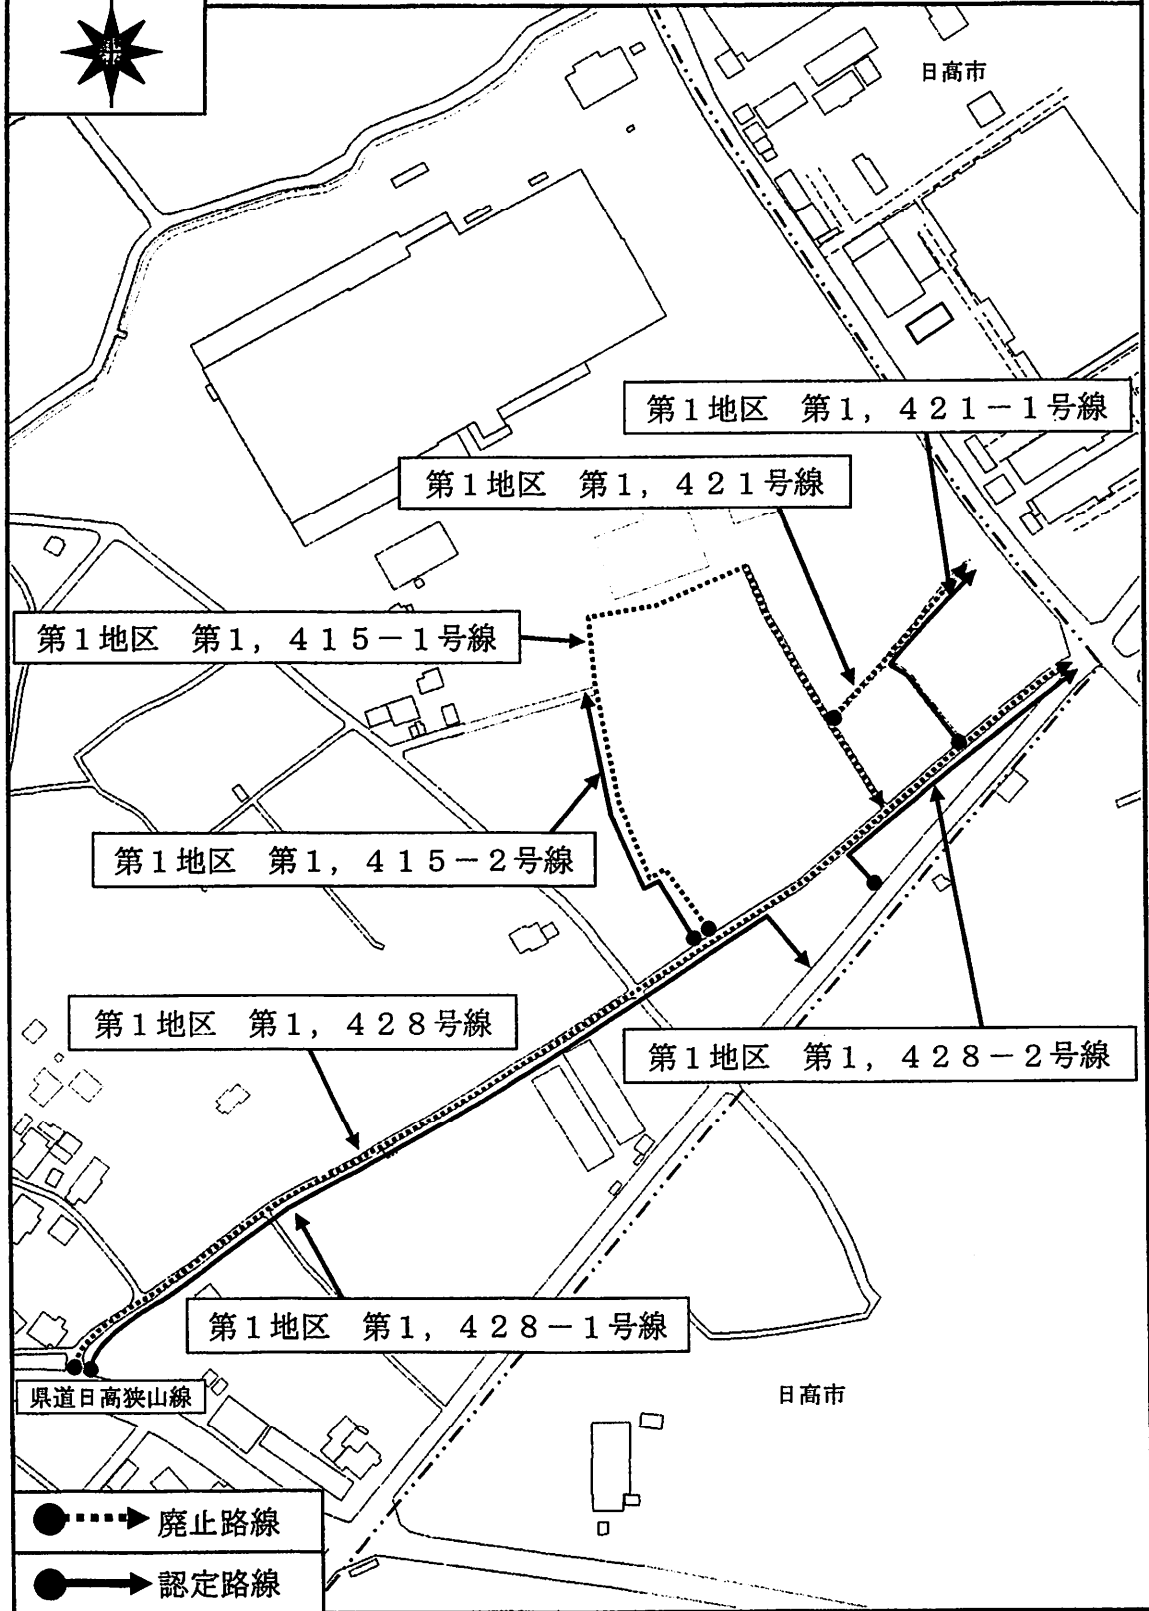 北
日高市
第1地区　第1，421－1号線
第1地区　第1，421号線
第1地区　第1，415－1号線
第1地区　第1，415－2号線
第1地区　第1，428号線
第1地区　第1，428－2号線
第1地区　第1，428－1号線
県道日高狭山線
日高市
廃止路線
認定路線